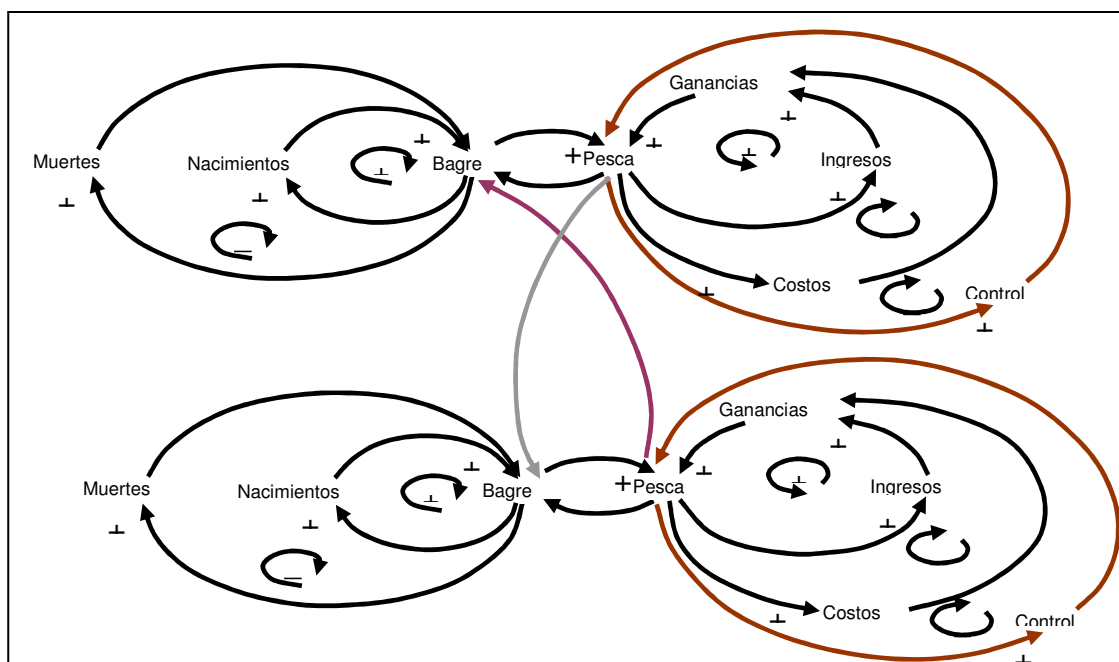 Ganancias
Muertes
Nacimientos
Bagre
+Pesca
Ingresos
Costos
Control
Ganancias
Muertes
Nacimientos
Bagre
+Pesca
Ingresos
Costos
Control